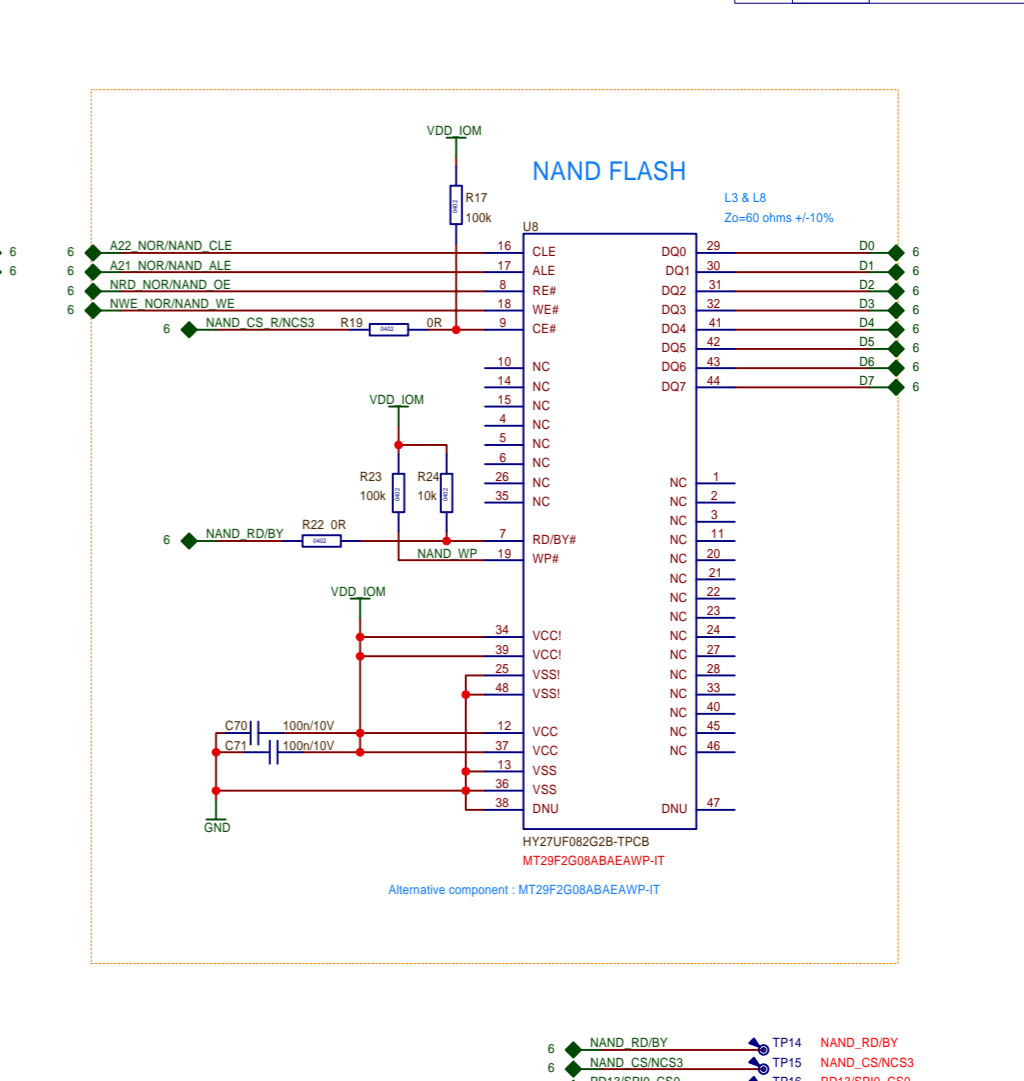 VDD_IOM
NAND FLASH
R17
0402
100k
L3 & L8
Zo=60 ohms +/-10%
U8
6 6 A22_NOR/NAND_CLE 16 CLE DQ0 29 D0 6
6 6 A21_NOR/NAND_ALE 17 ALE DQ1 30 D1 6
6 NRD_NOR/NAND_OE 8 RE# DQ2 31 D2 6
6 NWE_NOR/NAND_WE 18 WE# DQ3 32 D3 6
6 NAND_CS_R/NCS3 R19 0402 0R 9 CE# DQ4 41 D4 6
DQ5 42 D5 6
10 NC DQ6 43 D6 6
14 NC DQ7 44 D7 6
VDD_IOM
15 NC
4 NC
5 NC
6 NC
R23 R24 26 NC NC 1
100k 0402 10k 0402 35 NC NC 2
NC 3
6 NAND_RD/BY R22 0R 0402 7 RD/BY# NC 11
NAND_WP 19 WP# NC 20
NC 21
VDD_IOM
NC 22
NC 23
34 VCC! NC 24
39 VCC! NC 27
25 VSS! NC 28
48 VSS! NC 33
NC 40
C70 100n/10V 12 VCC NC 45
C71 100n/10V 37 VCC NC 46
13 VSS
36 VSS
38 DNU DNU 47
GND
HY27UF082G2B-TPCB
MT29F2G08ABAEAWP-IT
Alternative component : MT29F2G08ABAEAWP-IT
6 NAND_RD/BY TP14 NAND_RD/BY
6 NAND_CS/NCS3 TP15 NAND_CS/NCS3